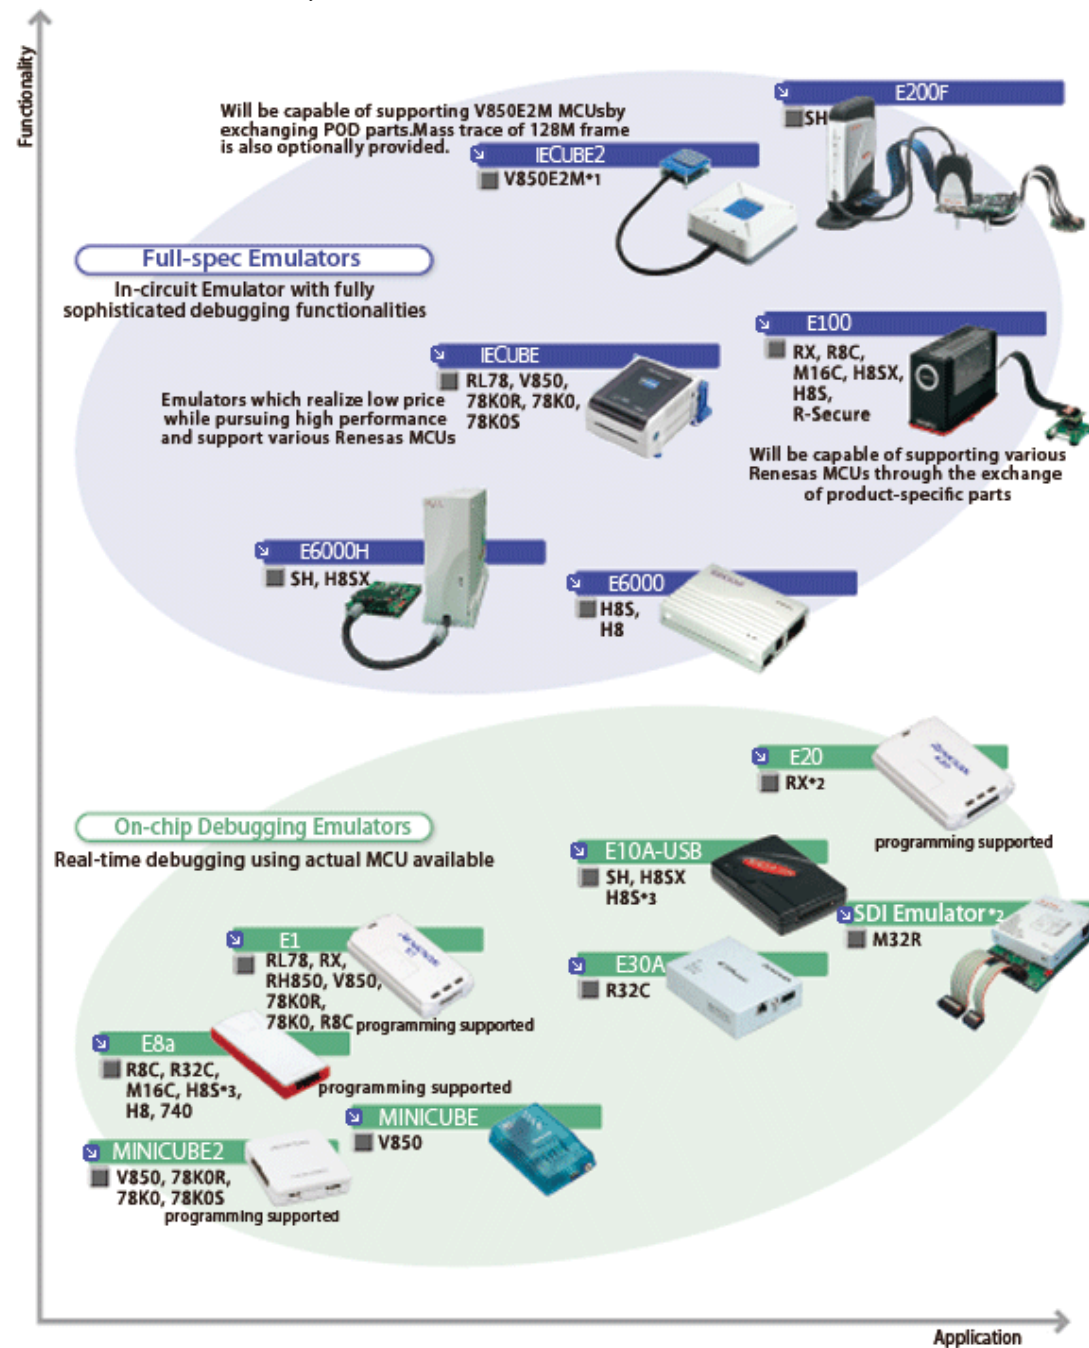 Functionality
E200F
SH
Will be capable of supporting V850E2M MCUsby
exchanging POD parts.Mass trace of 128M frame
is also optionally provided.
IECUBE2
V850E2M*1
Full-spec Emulators
In-circuit Emulator with fully
sophisticated debugging functionalities
E100
RX, R8C,
M16C, H8SX,
H8S,
R-Secure
Will be capable of supporting various
Renesas MCUs through the exchange
of product-specific parts
IECUBE
RL78, V850,
78K0R, 78K0,
78K0S
Emulators which realize low price
while pursuing high performance
and support various Renesas MCUs
E6000H
SH, H8SX
E6000
H8S,
H8
E20
RX*2
programming supported
On-chip Debugging Emulators
Real-time debugging using actual MCU available
E10A-USB
SH, H8SX
H8S*3
SDI Emulator*2
M32R
E1
RL78, RX,
RH850, V850,
78K0R,
78K0, R8C
programming supported
E30A
R32C
E8a
R8C, R32C,
M16C, H8S*3,
H8, 740
programming supported
MINICUBE
V850
MINICUBE2
V850, 78K0R,
78K0, 78K0S
programming supported
Application